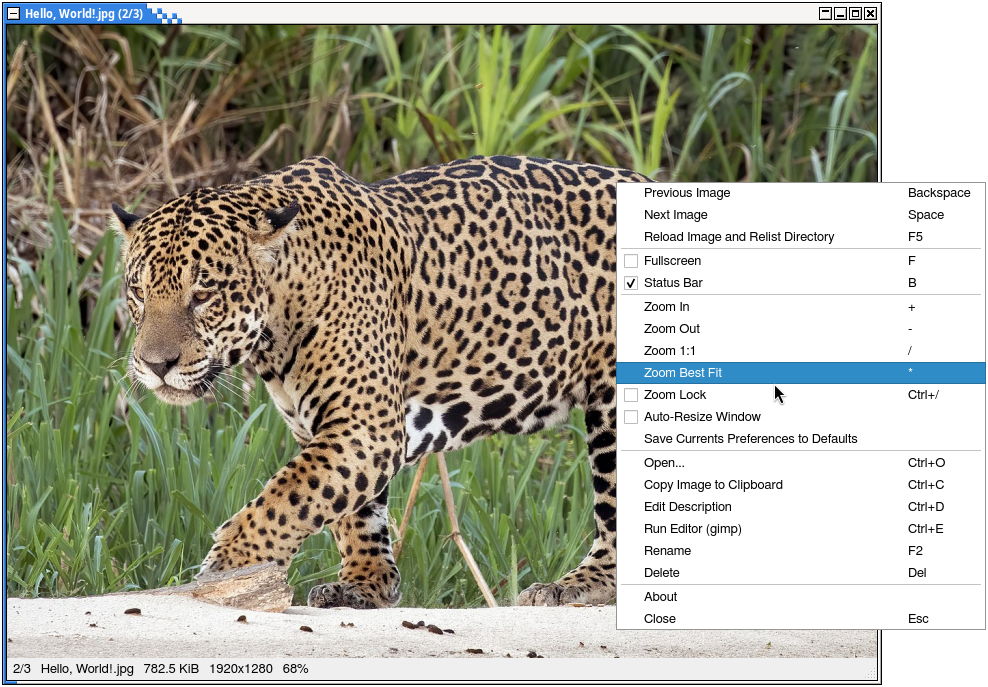 Hello, World!.jpg (2/3)
Previous Image Backspace
Next Image Space
Reload Image and Relist Directory F5
Fullscreen F
Status Bar B
Zoom In +
Zoom Out -
Zoom 1:1 /
Zoom Best Fit *
Zoom Lock Ctrl+/
Auto-Resize Window
Save Currents Preferences to Defaults
Open... Ctrl+O
Copy Image to Clipboard Ctrl+C
Edit Description Ctrl+D
Run Editor (gimp) Ctrl+E
Rename F2
Delete Del
About
Close Esc
2/3 Hello, World!.jpg 782.5 KiB 1920x1280 68%